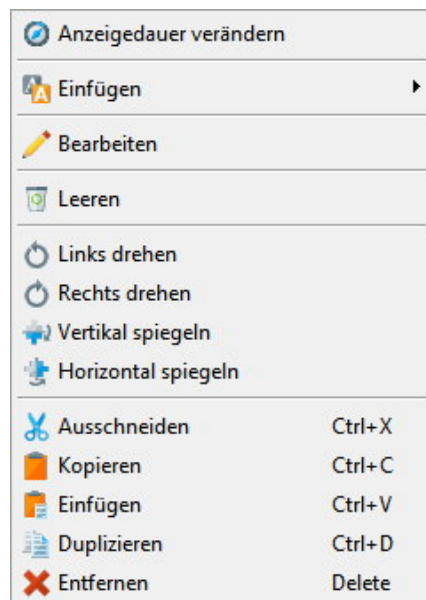 Anzeigedauer verändern
Einfügen
Bearbeiten
Leeren
Links drehen
Rechts drehen
Vertikal spiegeln
Horizontal spiegeln
Ausschneiden Ctrl+X
Kopieren Ctrl+C
Einfügen Ctrl+V
Duplizieren Ctrl+D
Entfernen Delete